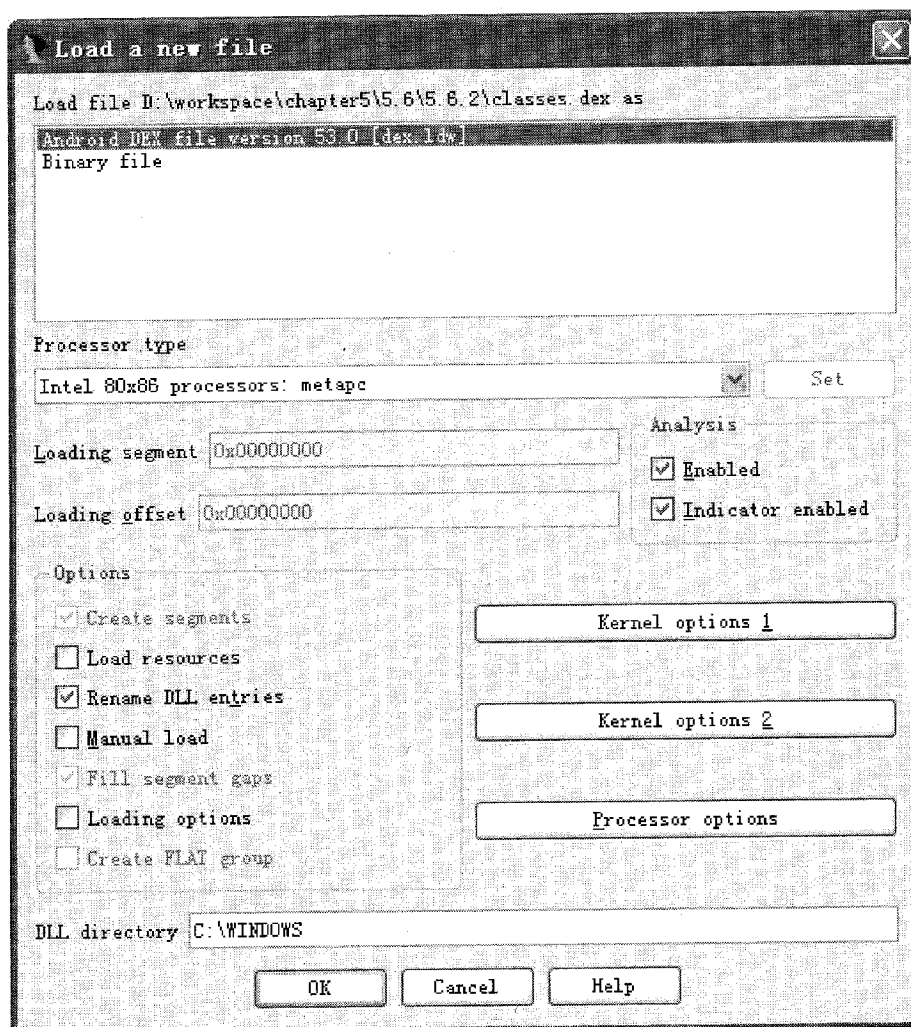 Load a new file
Load file D:\workspace\chapter5\5.6\5.6.2\classes.dex as
Android DEX file version 53.0 [dex.ldw]
Binary file
Processor type
Intel 80x86 processors: metapc
Set
Analysis
Loading segment 0x00000000
Enabled
Loading offset 0x00000000
Indicator enabled
Options
Create segments
Kernel options 1
Load resources
Rename DLL entries
Kernel options 2
Manual load
Fill segment gaps
Loading options
Processor options
Create FLAT group
DLL directory C:\WINDOWS
OK
Cancel
Help